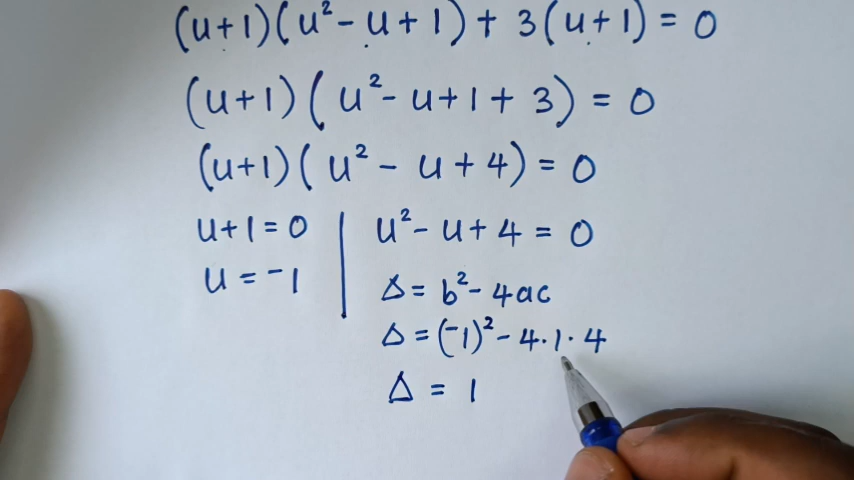 (u+1)(u²-u+1)+3(u+1)=0
(u+1)(u²-u+1+3)=0
(u+1)(u²-u+4)=0
u+1=0 | u²-u+4=0
u=-1
Δ=b²-4ac
Δ=(-1)²-4·1·4
Δ=1